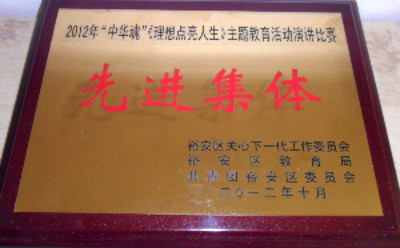 2012年“中华魂”《理想点亮人生》主题教育活动演讲比赛
先进集体
裕安区关心下一代工作委员会
裕安区教育局
共青团裕安区委员会
二〇一二年十月